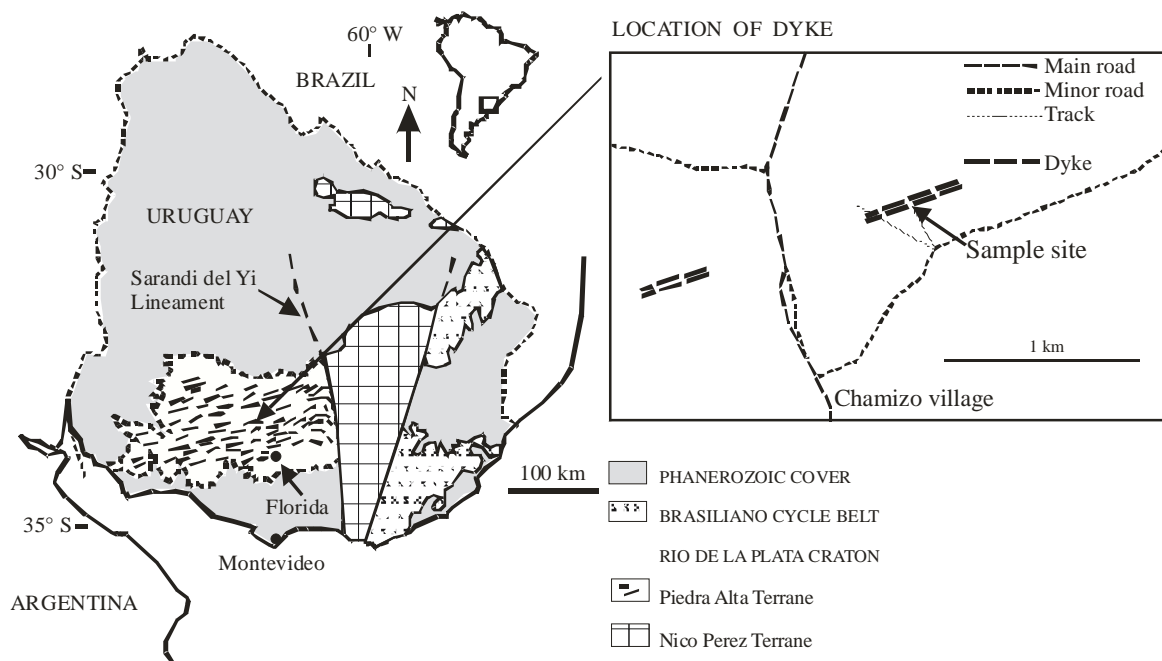 60° W
BRAZIL
N
30° S
URUGUAY
Sarandi del Yi
Lineament
Florida
100 km
35° S
Montevideo
ARGENTINA
LOCATION OF DYKE
Main road
Minor road
Track
Dyke
Sample site
1 km
Chamizo village
PHANEROZOIC COVER
BRASILIANO CYCLE BELT
RIO DE LA PLATA CRATON
Piedra Alta Terrane
Nico Perez Terrane